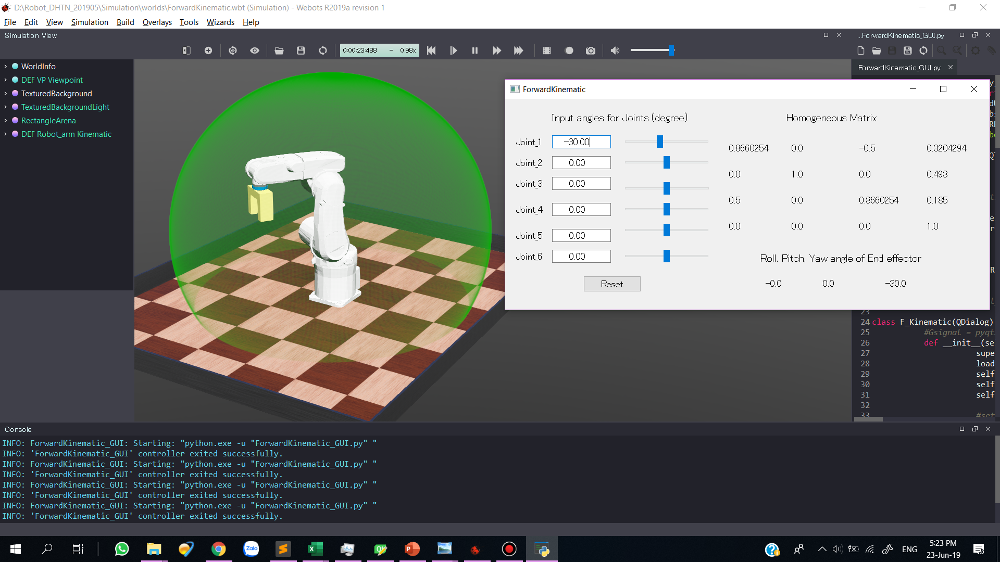 D:\Robot_DHTN_201905\Simulation\worlds\ForwardKinematic.wbt (Simulation) - Webots R2019a revision 1
File Edit View Simulation Build Overlays Tools Wizards Help
Simulation View
...ForwardKinematic_GUI.py
0:00:23:488 - 0.98x
ForwardKinematic_GUI.py
WorldInfo
DEF VP Viewpoint
TexturedBackground
TexturedBackgroundLight
RectangleArena
DEF Robot_arm Kinematic
ForwardKinematic
Input angles for Joints (degree)
Homogeneous Matrix
Joint_1 -30.00
Joint_2 0.00
Joint_3 0.00
Joint_4 0.00
Joint_5 0.00
Joint_6 0.00
Reset
0.8660254 0.0 -0.5 0.3204294
0.0 1.0 0.0 0.493
0.5 0.0 0.8660254 0.185
0.0 0.0 0.0 1.0
Roll, Pitch, Yaw angle of End effector
-0.0 0.0 -30.0
23
24 class F_Kinematic(QDialog)
25 #Gsignal = pyqt
26 def __init__(se
27 supe
28 load
29 self
30 self
31 self
32
33 #set
Console
INFO: ForwardKinematic_GUI: Starting: "python.exe -u "ForwardKinematic_GUI.py" "
INFO: 'ForwardKinematic_GUI' controller exited successfully.
INFO: ForwardKinematic_GUI: Starting: "python.exe -u "ForwardKinematic_GUI.py" "
INFO: 'ForwardKinematic_GUI' controller exited successfully.
INFO: ForwardKinematic_GUI: Starting: "python.exe -u "ForwardKinematic_GUI.py" "
INFO: 'ForwardKinematic_GUI' controller exited successfully.
INFO: ForwardKinematic_GUI: Starting: "python.exe -u "ForwardKinematic_GUI.py" "
INFO: 'ForwardKinematic_GUI' controller exited successfully.
Zalo
ENG
5:23 PM
23-Jun-19